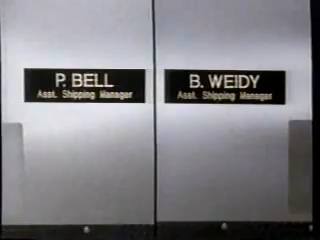 P. BELL
Asst. Shipping Manager
B. WEIDY
Asst. Shipping Manager